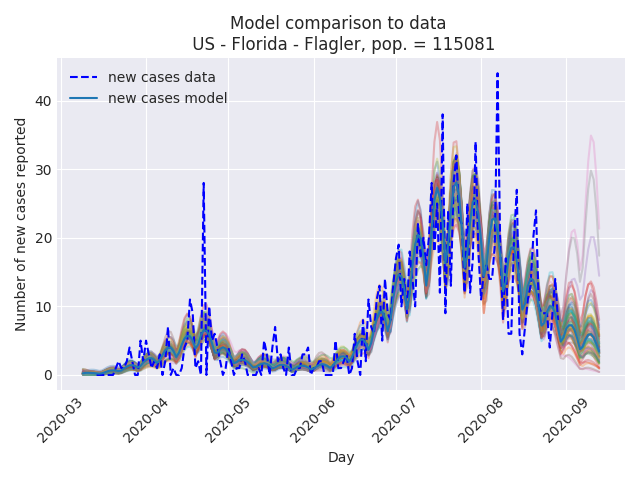 Model comparison to data
US - Florida - Flagler, pop. = 115081
new cases data
new cases model
Number of new cases reported
40
30
20
10
0
2020-03
2020-04
2020-05
2020-06
2020-07
2020-08
2020-09
Day